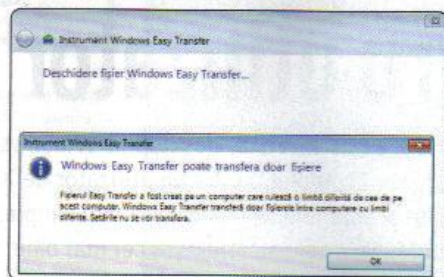 Instrument Windows Easy Transfer
Deschidere fișier Windows Easy Transfer...
Instrument Windows Easy Transfer
Windows Easy Transfer poate transfera doar fișiere
Fișierul Easy Transfer a fost creat pe un computer care rulează o limbă diferită de cea de pe
acest computer. Windows Easy Transfer transferă doar fișierele între computere cu limbi
diferite. Setările nu se vor transfera.
OK